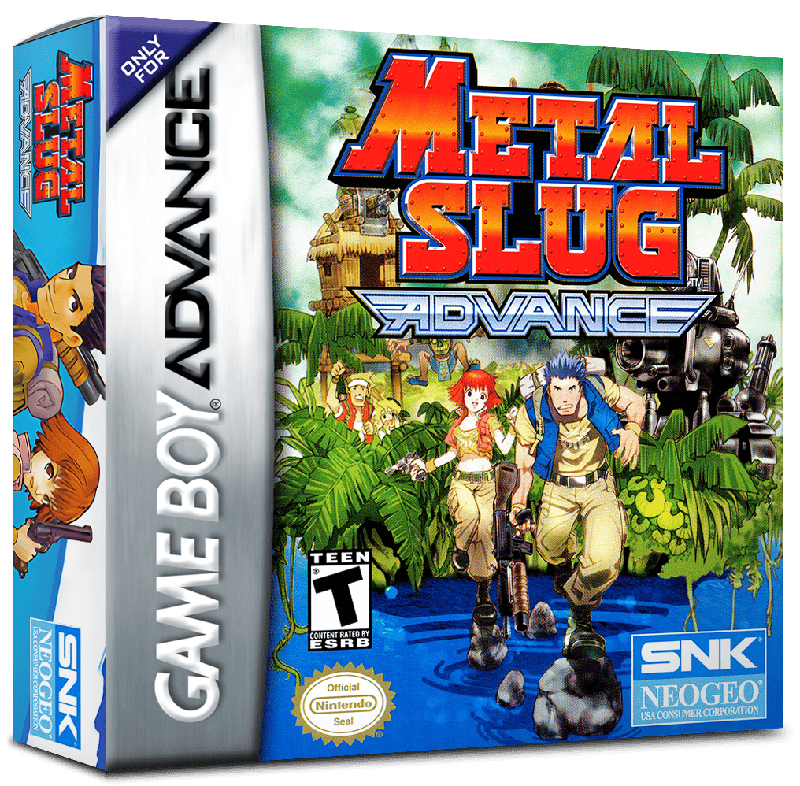 METAL
SLUG
ADVANCE
SNK
NEOGEO
USA CONSUMER CORPORATION
ONLY
FOR
GAME BOY ADVANCE
®
METAL
SLUG
ADVANCE
TEEN
T
®
CONTENT RATED BY
ESRB
Official
Nintendo
Seal
SNK®
NEOGEO®
USA CONSUMER CORPORATION